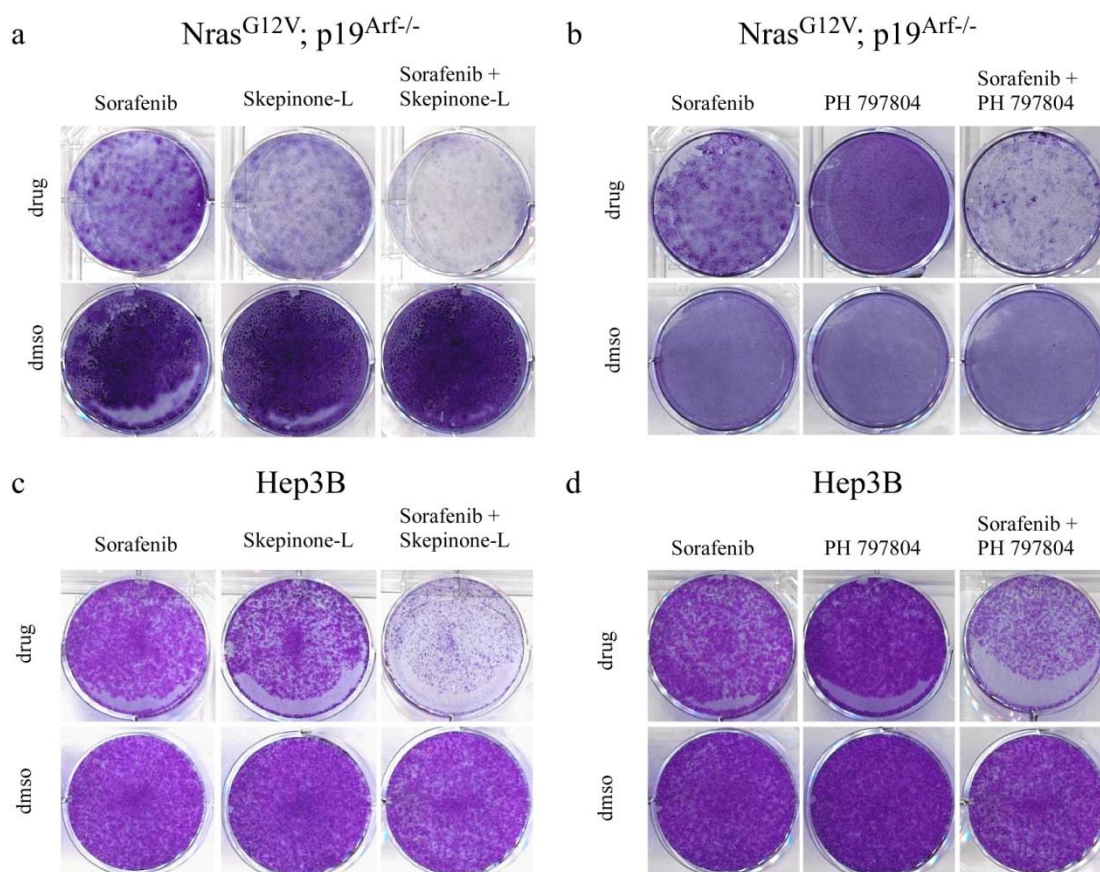 a
Nras^G12V; p19^Arf-/-
Sorafenib
Skepinone-L
Sorafenib +
Skepinone-L
drug
dmso
b
Nras^G12V; p19^Arf-/-
Sorafenib
PH 797804
Sorafenib +
PH 797804
drug
dmso
c
Hep3B
Sorafenib
Skepinone-L
Sorafenib +
Skepinone-L
drug
dmso
d
Hep3B
Sorafenib
PH 797804
Sorafenib +
PH 797804
drug
dmso